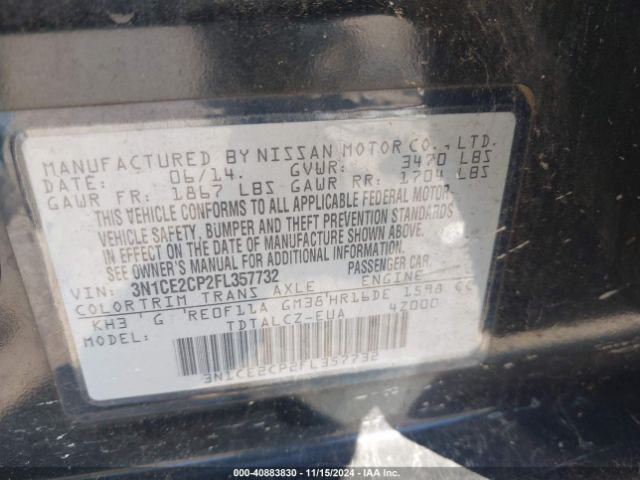 MANUFACTURED BY NISSAN MOTOR CO., LTD.
DATE: 06/14. GVWR: 3470 LBS
GAWR FR: 1867 LBS GAWR RR: 1704 LBS
THIS VEHICLE CONFORMS TO ALL APPLICABLE FEDERAL MOTOR
VEHICLE SAFETY, BUMPER AND THEFT PREVENTION STANDARDS
IN EFFECT ON THE DATE OF MANUFACTURE SHOWN ABOVE.
SEE OWNER'S MANUAL FOR ADDITIONAL INFORMATION.
VIN: 3N1CE2CP2FL357732 PASSENGER CAR.
COLOR TRIM TRANS AXLE ENGINE
KH3 G RE0F11A GM38 HR16DE 1598 CC
MODEL: TDTALCZ-EUA 4Z000
3N1CE2CP2FL357732
000-40883830 - 11/15/2024 - IAA Inc.